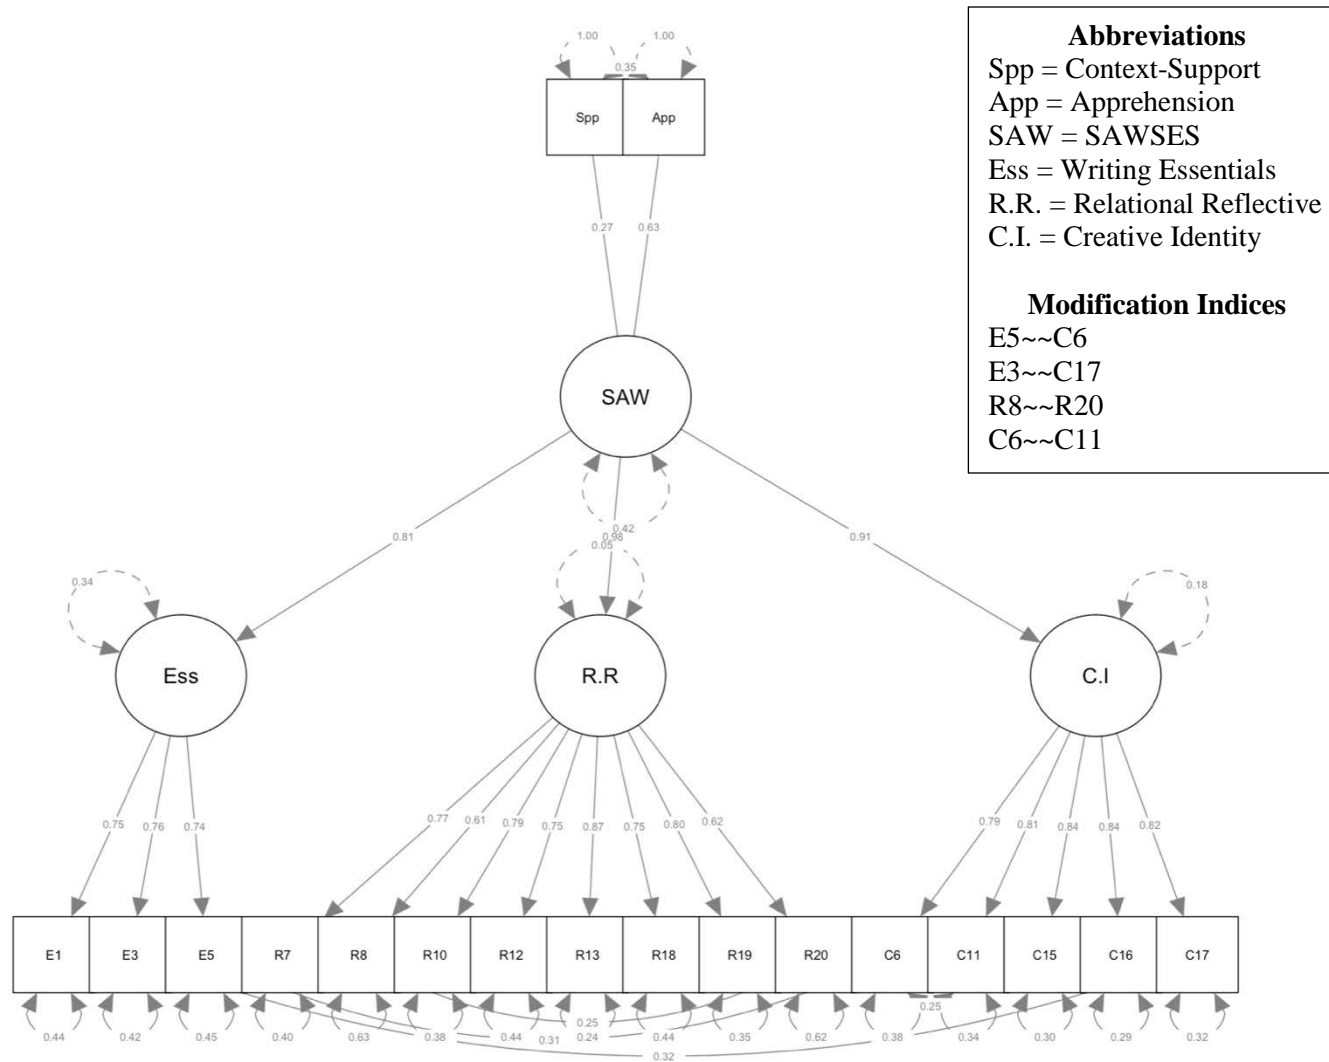 1.00
1.00
0.35
Spp
App
0.27
0.63
SAW
0.42
0.98
0.05
0.81
0.91
0.34
0.18
Ess
R.R
C.I
0.75
0.76
0.74
0.77
0.61
0.79
0.75
0.87
0.75
0.80
0.62
0.79
0.81
0.84
0.84
0.82
E1
E3
E5
R7
R8
R10
R12
R13
R18
R19
R20
C6
C11
C15
C16
C17
0.44
0.42
0.45
0.40
0.63
0.38
0.44
0.24
0.44
0.35
0.62
0.38
0.34
0.30
0.29
0.32
0.25
0.31
0.25
0.32
Abbreviations
Spp = Context-Support
App = Apprehension
SAW = SAWSES
Ess = Writing Essentials
R.R. = Relational Reflective
C.I. = Creative Identity
Modification Indices
E5~~C6
E3~~C17
R8~~R20
C6~~C11